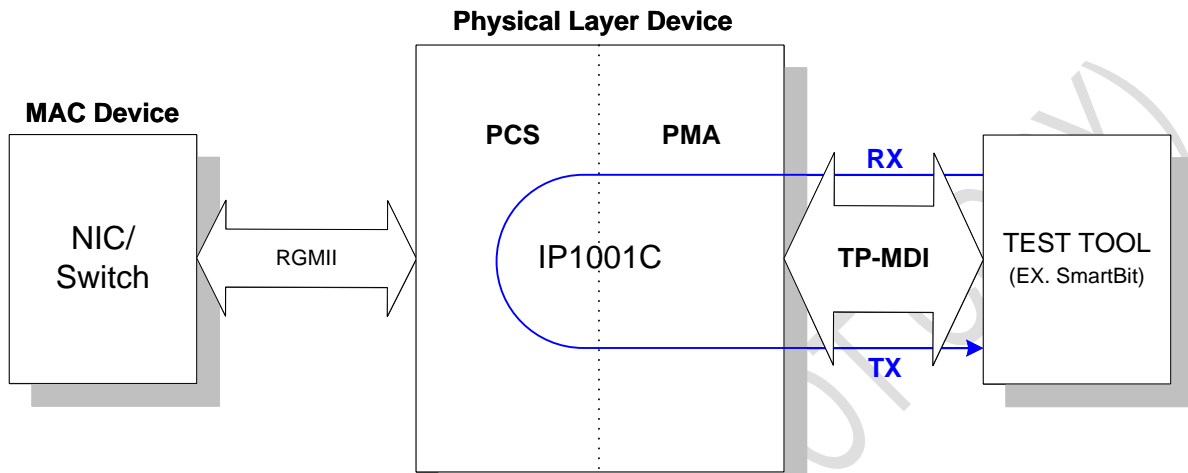 Physical Layer Device
MAC Device
PCS
PMA
RX
NIC/
Switch
RGMII
IP1001C
TP-MDI
TEST TOOL
(EX. SmartBit)
TX